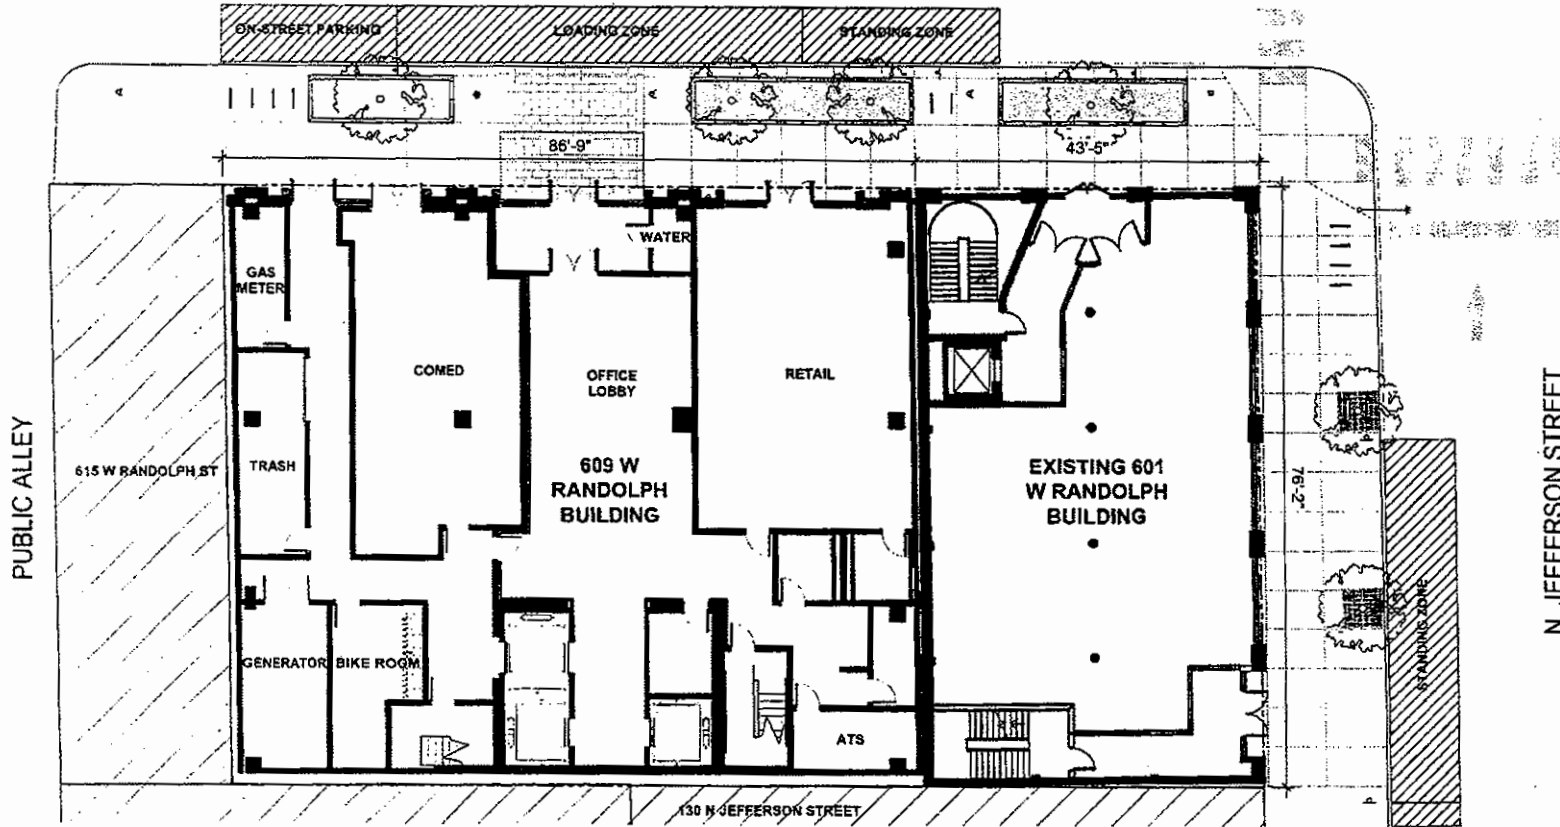 ON-STREET PARKING
LOADING ZONE
STANDING ZONE
86'-9"
43'-5"
WATER
GAS
METER
COMED
OFFICE
LOBBY
RETAIL
PUBLIC ALLEY
615 W RANDOLPH ST
TRASH
609 W
RANDOLPH
BUILDING
EXISTING 601
W RANDOLPH
BUILDING
76'-2"
N JEFFERSON STREET
STANDING ZONE
GENERATOR
BIKE ROOM
ATS
130 N JEFFERSON STREET